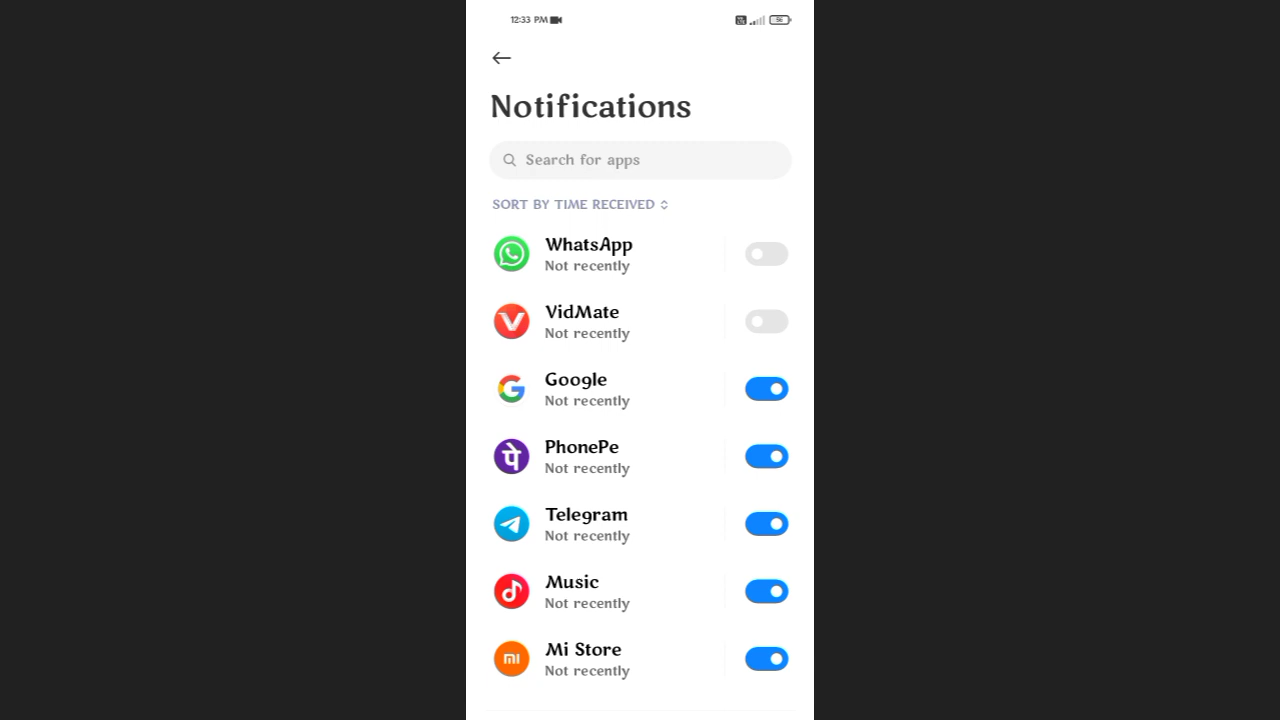 12:33 PM
56
Notifications
Search for apps
SORT BY TIME RECEIVED
WhatsApp
Not recently
VidMate
Not recently
Google
Not recently
PhonePe
Not recently
Telegram
Not recently
Music
Not recently
Mi Store
Not recently